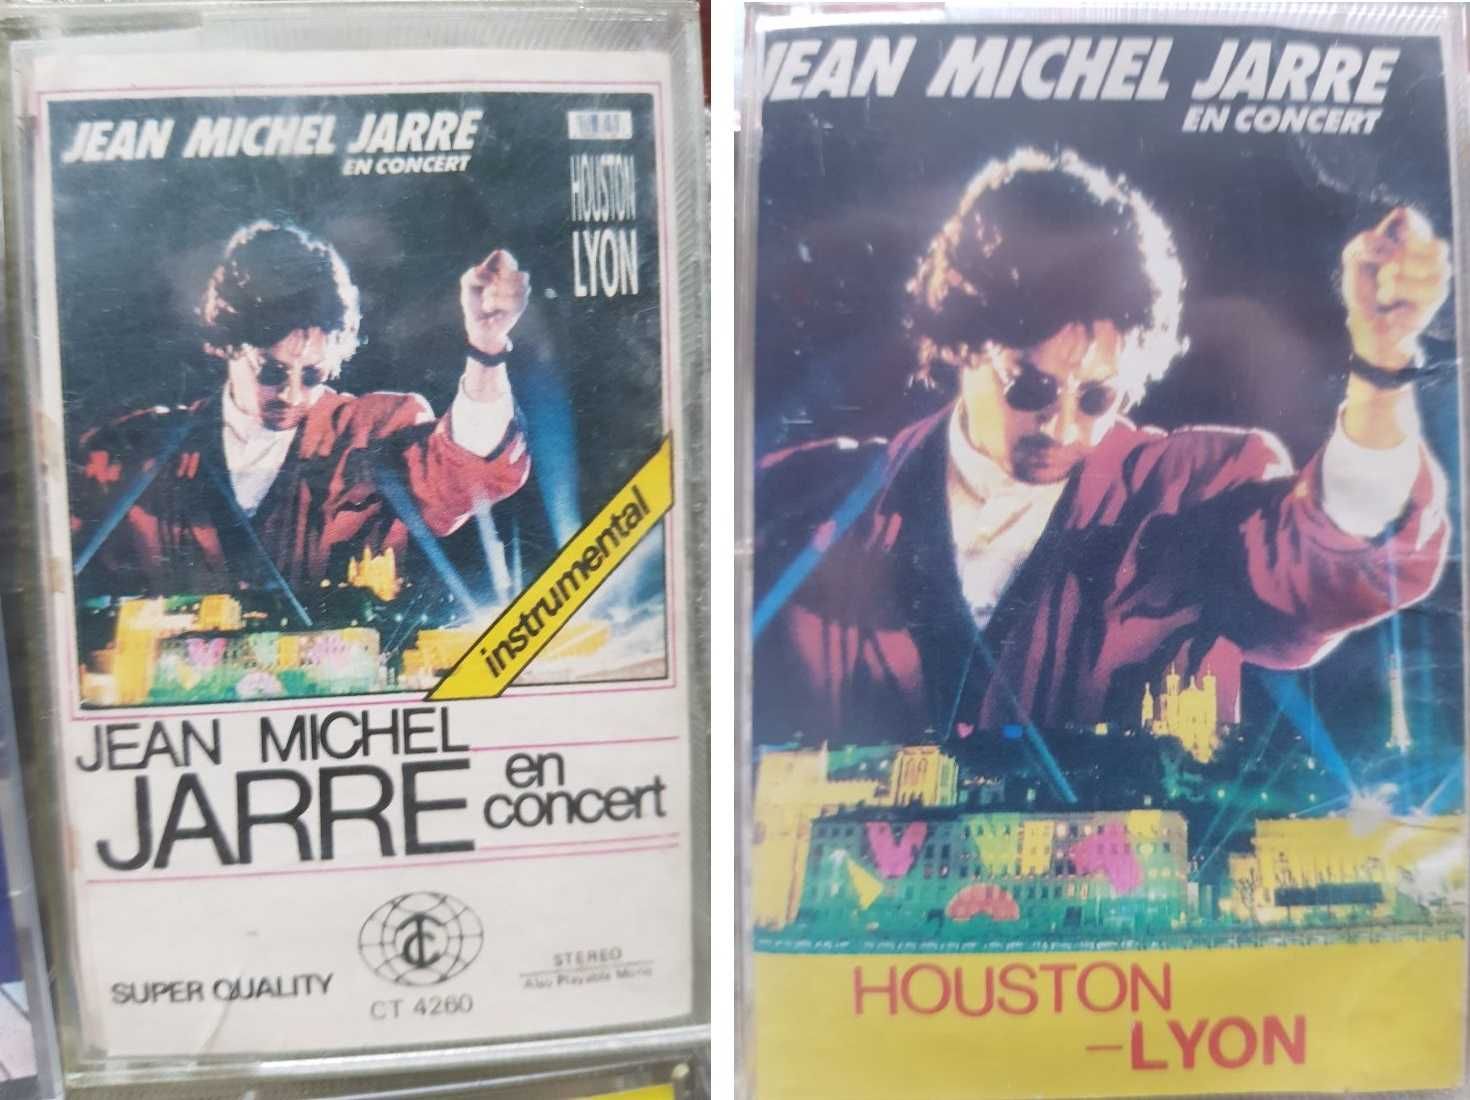 JEAN MICHEL JARRE
EN CONCERT
HOUSTON
LYON
instrumental
JEAN MICHEL
JARRE
en
concert
TC
SUPER QUALITY
CT 4260
STEREO
Also Playable Mono
JEAN MICHEL JARRE
EN CONCERT
HOUSTON
–LYON